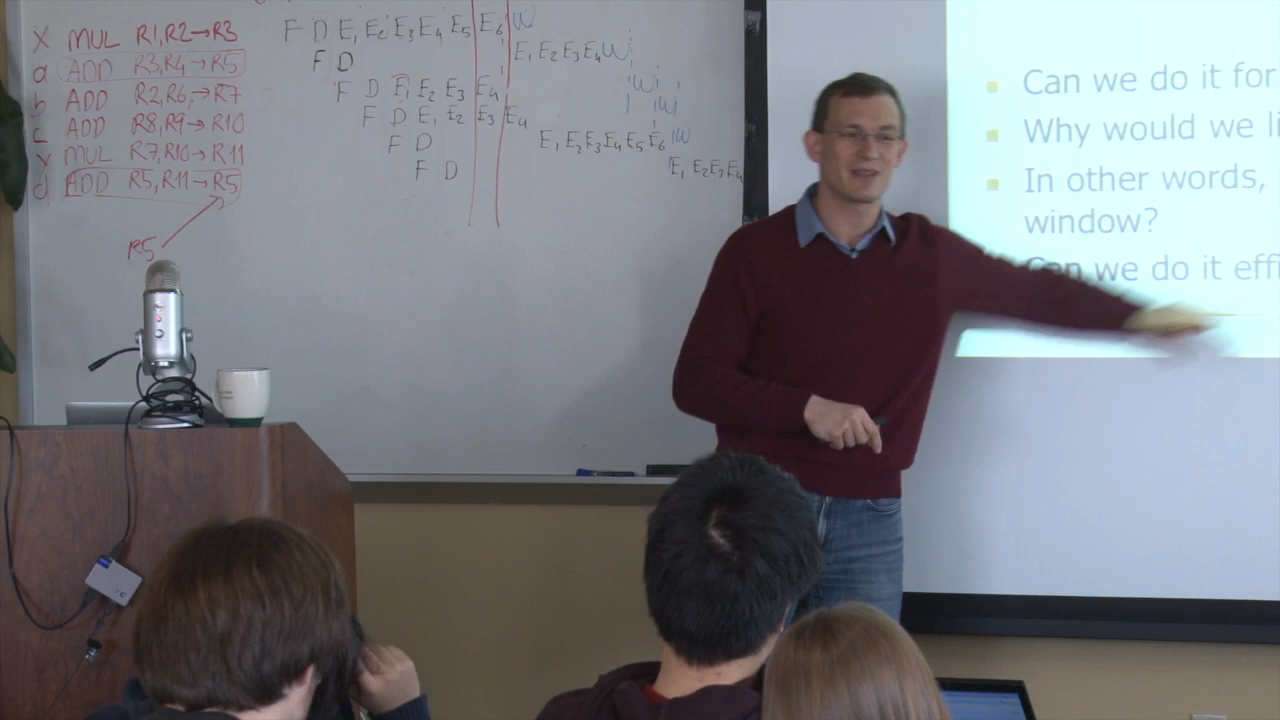 X MUL R1,R2→R3 F D E1 E2 E3 E4 E5 E6 W
a ADD R3,R4→R5 F D E1 E2 E3 E4 W
b ADD R2,R6→R7 F D E1 E2 E3 E4 W
c ADD R8,R9→R10 F D E1 E2 E3 E4 W
y MUL R7,R10→R11 F D E1 E2 E3 E4 E5 E6 W
d ADD R5,R11→R5 F D E1 E2 E3 E4
R5
Can we do it for
Why would we li
In other words,
window?
Can we do it effi